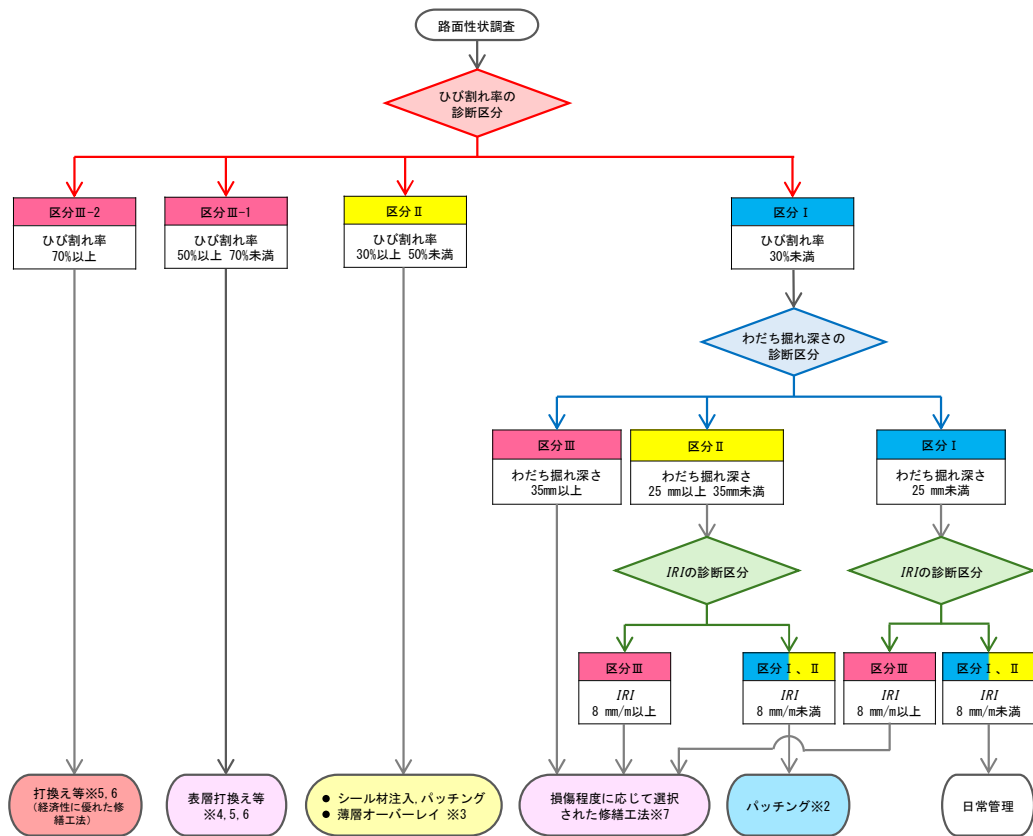 路面性状調査
ひび割れ率の
診断区分
区分Ⅲ-2
ひび割れ率
70%以上
区分Ⅲ-1
ひび割れ率
50%以上 70%未満
区分Ⅱ
ひび割れ率
30%以上 50%未満
区分Ⅰ
ひび割れ率
30%未満
わだち掘れ深さの
診断区分
区分Ⅲ
わだち掘れ深さ
35mm以上
区分Ⅱ
わだち掘れ深さ
25 mm以上 35mm未満
区分Ⅰ
わだち掘れ深さ
25 mm未満
IRIの診断区分
IRIの診断区分
区分Ⅲ
IRI
8 mm/m以上
区分Ⅰ、Ⅱ
IRI
8 mm/m未満
区分Ⅲ
IRI
8 mm/m以上
区分Ⅰ、Ⅱ
IRI
8 mm/m未満
打換え等※5,6
(経済性に優れた修
繕工法)
表層打換え等
※4,5,6
● シール材注入,パッチング
● 薄層オーバーレイ ※3
損傷程度に応じて選択
された修繕工法※7
パッチング※2
日常管理